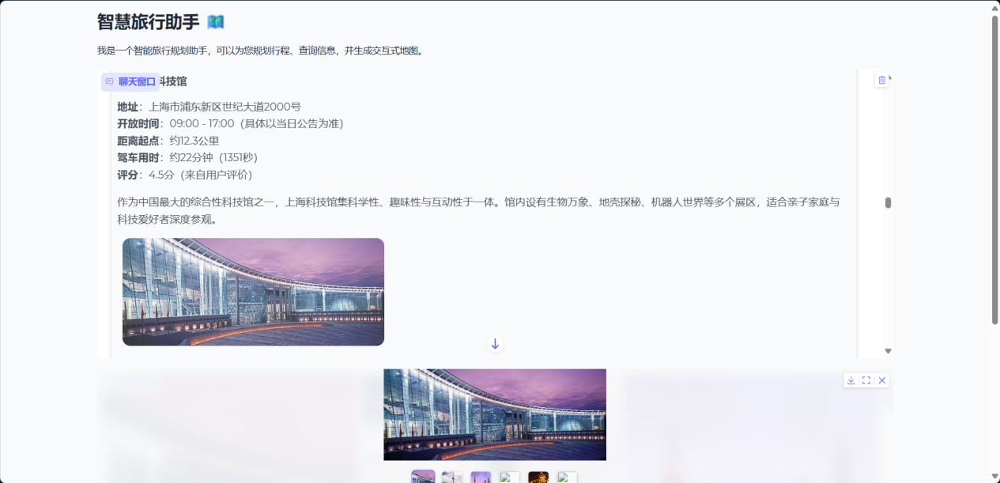 智慧旅行助手
我是一个智能旅行规划助手，可以为您规划行程、查询信息，并生成交互式地图。
聊天窗口
科技馆
地址：上海市浦东新区世纪大道2000号
开放时间：09:00 - 17:00（具体以当日公告为准）
距离起点：约12.3公里
驾车用时：约22分钟（1351秒）
评分：4.5分（来自用户评价）
作为中国最大的综合性科技馆之一，上海科技馆集科学性、趣味性与互动性于一体。馆内设有生物万象、地壳探秘、机器人世界等多个展区，适合亲子家庭与
科技爱好者深度参观。